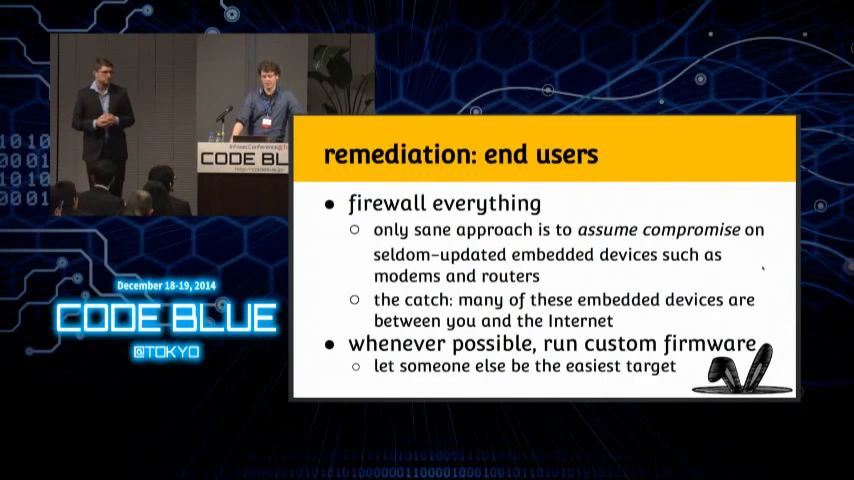 InfosecConference@T
CODE BL
remediation: end users
● firewall everything
○ only sane approach is to assume compromise on
seldom-updated embedded devices such as
modems and routers
○ the catch: many of these embedded devices are
between you and the Internet
● whenever possible, run custom firmware
○ let someone else be the easiest target
December 18-19, 2014
CODE BLUE
@TOKYO